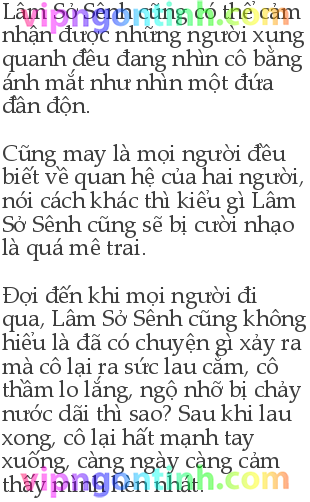 Lâm Sở Sênh cũng có thể cảm
nhận được những người xung
quanh đều đang nhìn cô bằng
ánh mắt như nhìn một đứa
đần độn.
Cũng may là mọi người đều
biết về quan hệ của hai người,
nói cách khác thì kiểu gì Lâm
Sở Sênh cũng sẽ bị cười nhạo
là quá mê trai.
Đợi đến khi mọi người đi
qua, Lâm Sở Sênh cũng không
hiểu là đã có chuyện gì xảy ra
mà cô lại ra sức lau cằm, cô
thầm lo lắng, ngộ nhỡ bị chảy
nước dãi thì sao? Sau khi lau
xong, cô lại hất mạnh tay
xuống, càng ngày càng cảm
thấy mình hèn nhát.
vipngontinh.com
vipngontinh.com